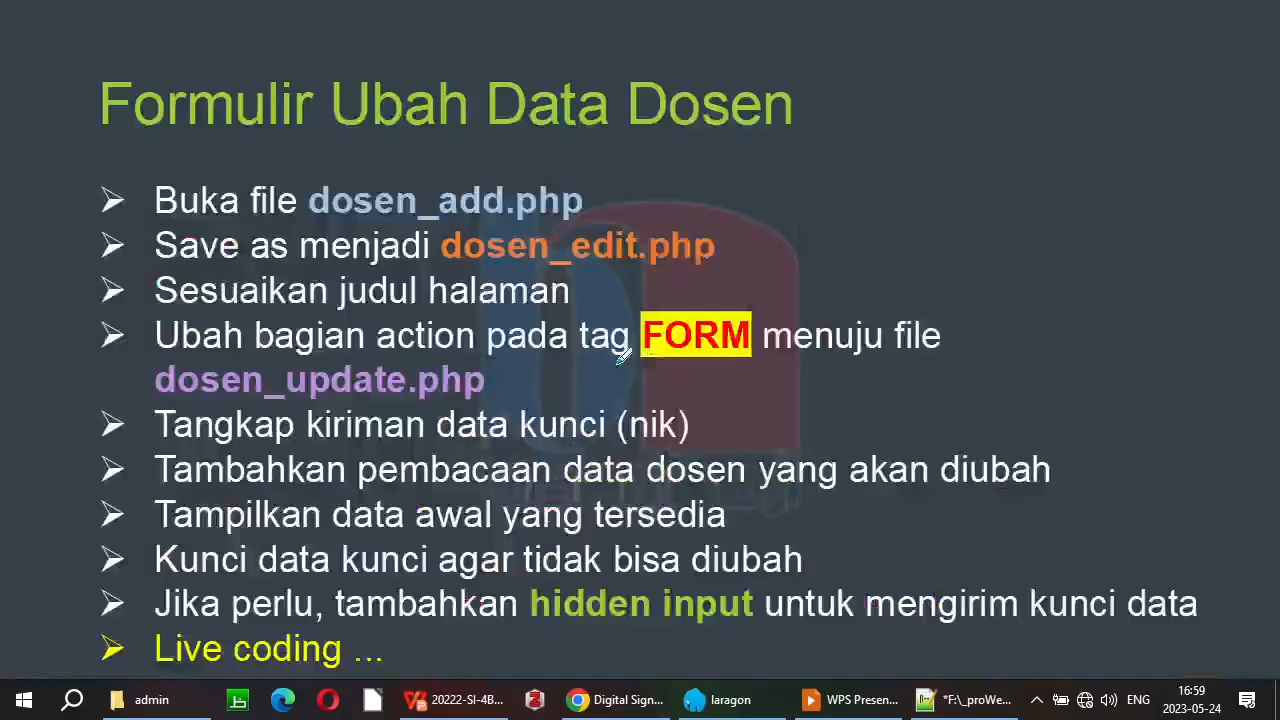 Formulir Ubah Data Dosen
Buka file dosen_add.php
Save as menjadi dosen_edit.php
Sesuaikan judul halaman
Ubah bagian action pada tag FORM menuju file
dosen_update.php
Tangkap kiriman data kunci (nik)
Tambahkan pembacaan data dosen yang akan diubah
Tampilkan data awal yang tersedia
Kunci data kunci agar tidak bisa diubah
Jika perlu, tambahkan hidden input untuk mengirim kunci data
Live coding ...
admin
20222-SI-4B...
Digital Sign...
laragon
WPS Presen...
*F:\_proWe...
ENG
16:59
2023-05-24